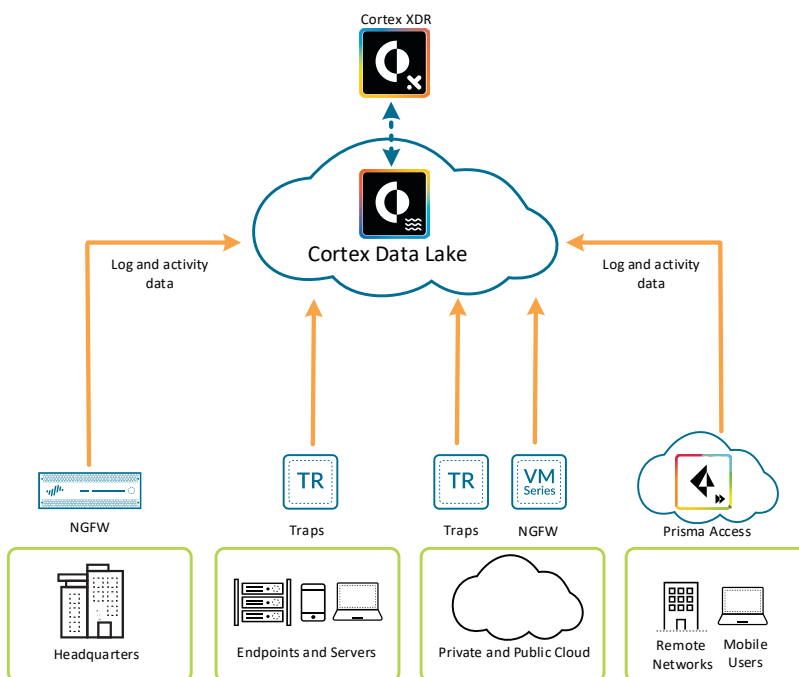 Cortex XDR
Cortex Data Lake
Log and activity
data
Log and activity
data
TR
TR
VM
Series
NGFW
Traps
Traps
NGFW
Prisma Access
Headquarters
Endpoints and Servers
Private and Public Cloud
Remote
Networks
Mobile
Users